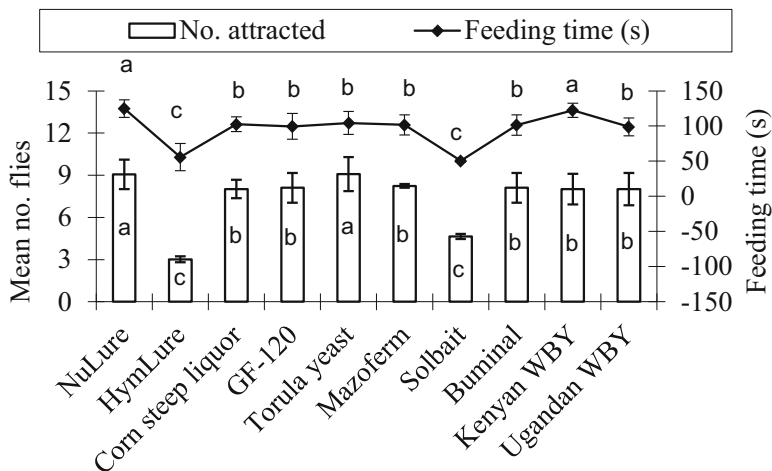 No. attracted Feeding time (s)
a c b b b b c b a b
15 12 9 6 3 0
Mean no. flies
150 100 50 0 -50 -100 -150
Feeding time (s)
a c b b a b c b b b
NuLure
HymLure
Corn steep liquor
GF-120
Torula yeast
Mazoferm
Solbait
Buminal
Kenyan WBY
Ugandan WBY